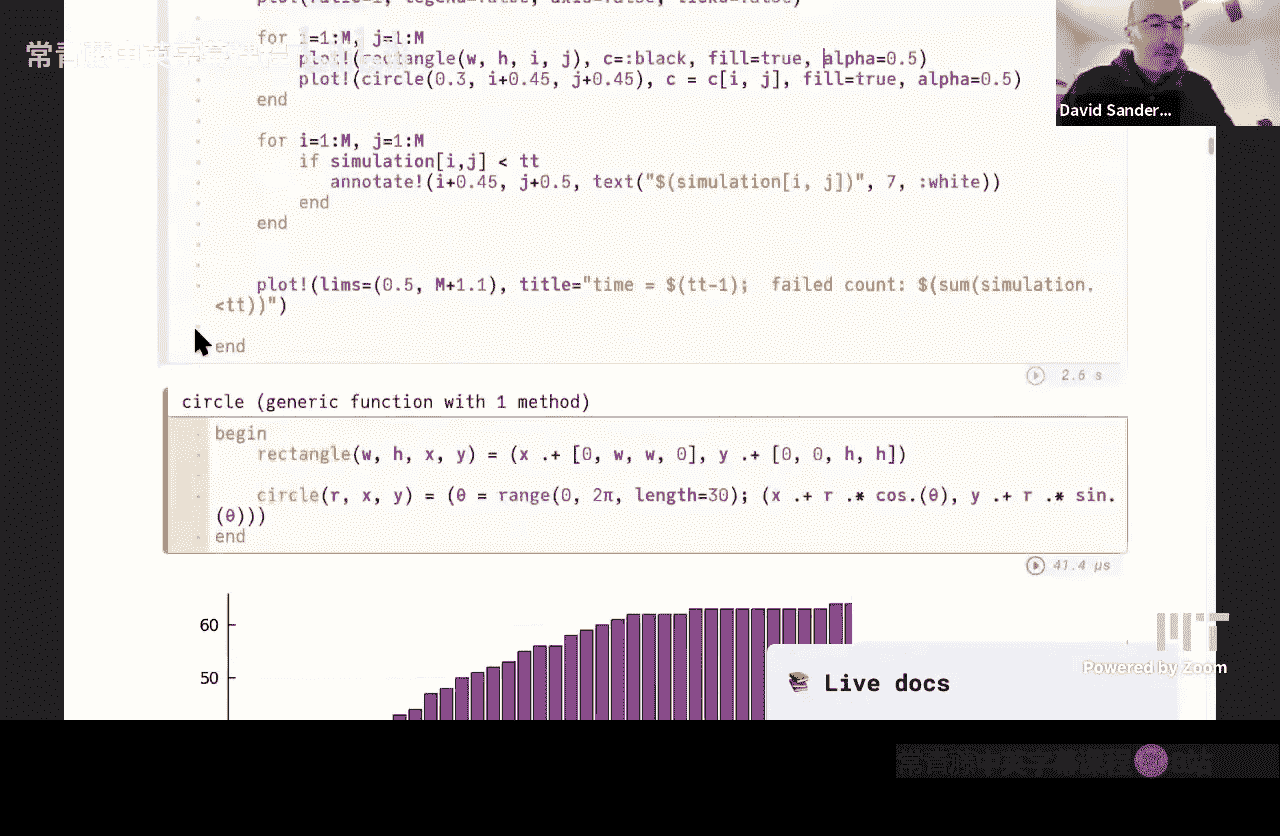 for i=1:M, j=1:M
plot!(rectangle(w, h, i, j), c=:black, fill=true, alpha=0.5)
plot!(circle(0.3, i+0.45, j+0.45), c = c[i, j], fill=true, alpha=0.5)
end
for i=1:M, j=1:M
if simulation[i,j] < tt
annotate!(i+0.45, j+0.5, text("$(simulation[i, j])", 7, :white))
end
end
plot!(lims=(0.5, M+1.1), title="time = $(tt-1);  failed count: $(sum(simulation.
<tt))")
end
2.6 s
circle (generic function with 1 method)
begin
rectangle(w, h, x, y) = (x .+ [0, w, w, 0], y .+ [0, 0, h, h])
circle(r, x, y) = (θ = range(0, 2π, length=30); (x .+ r .* cos.(θ), y .+ r .* sin.
(θ)))
end
41.4 μs
60
50
Live docs
David Sander...
MIT
Powered by Zoom